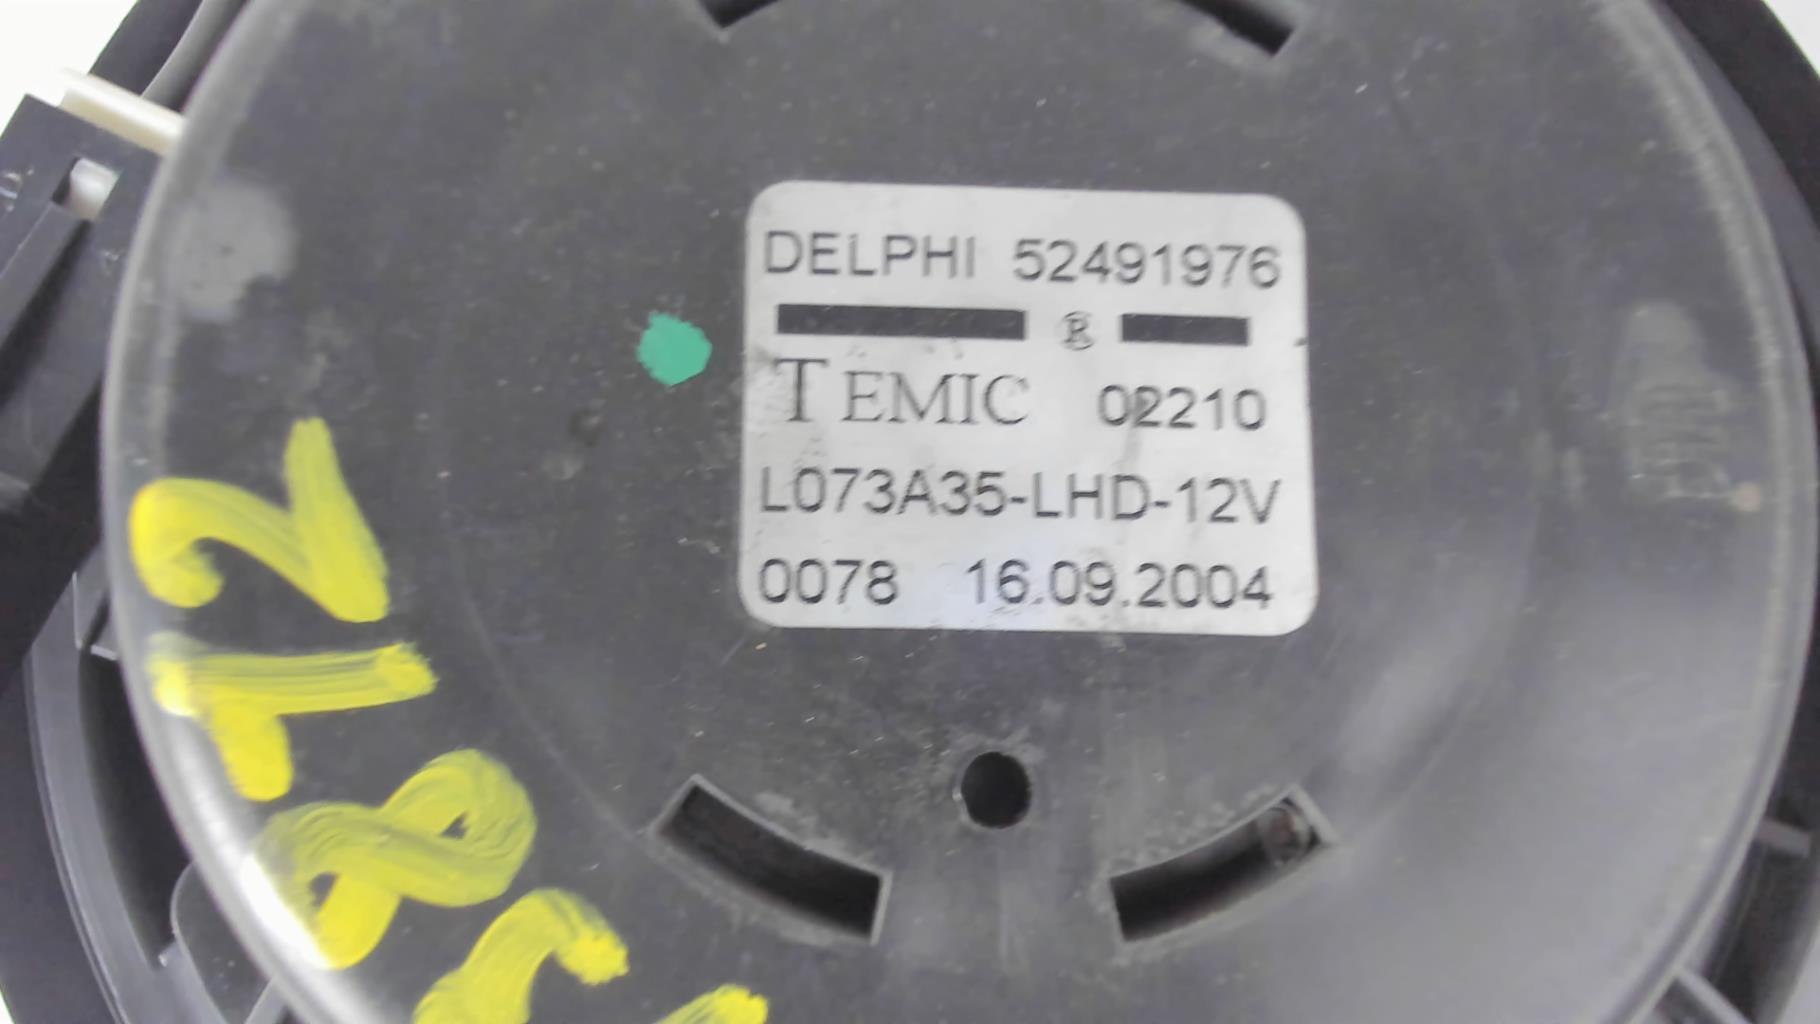 DELPHI 52491976
®
TEMIC 02210
L073A35-LHD-12V
0078 16.09.2004